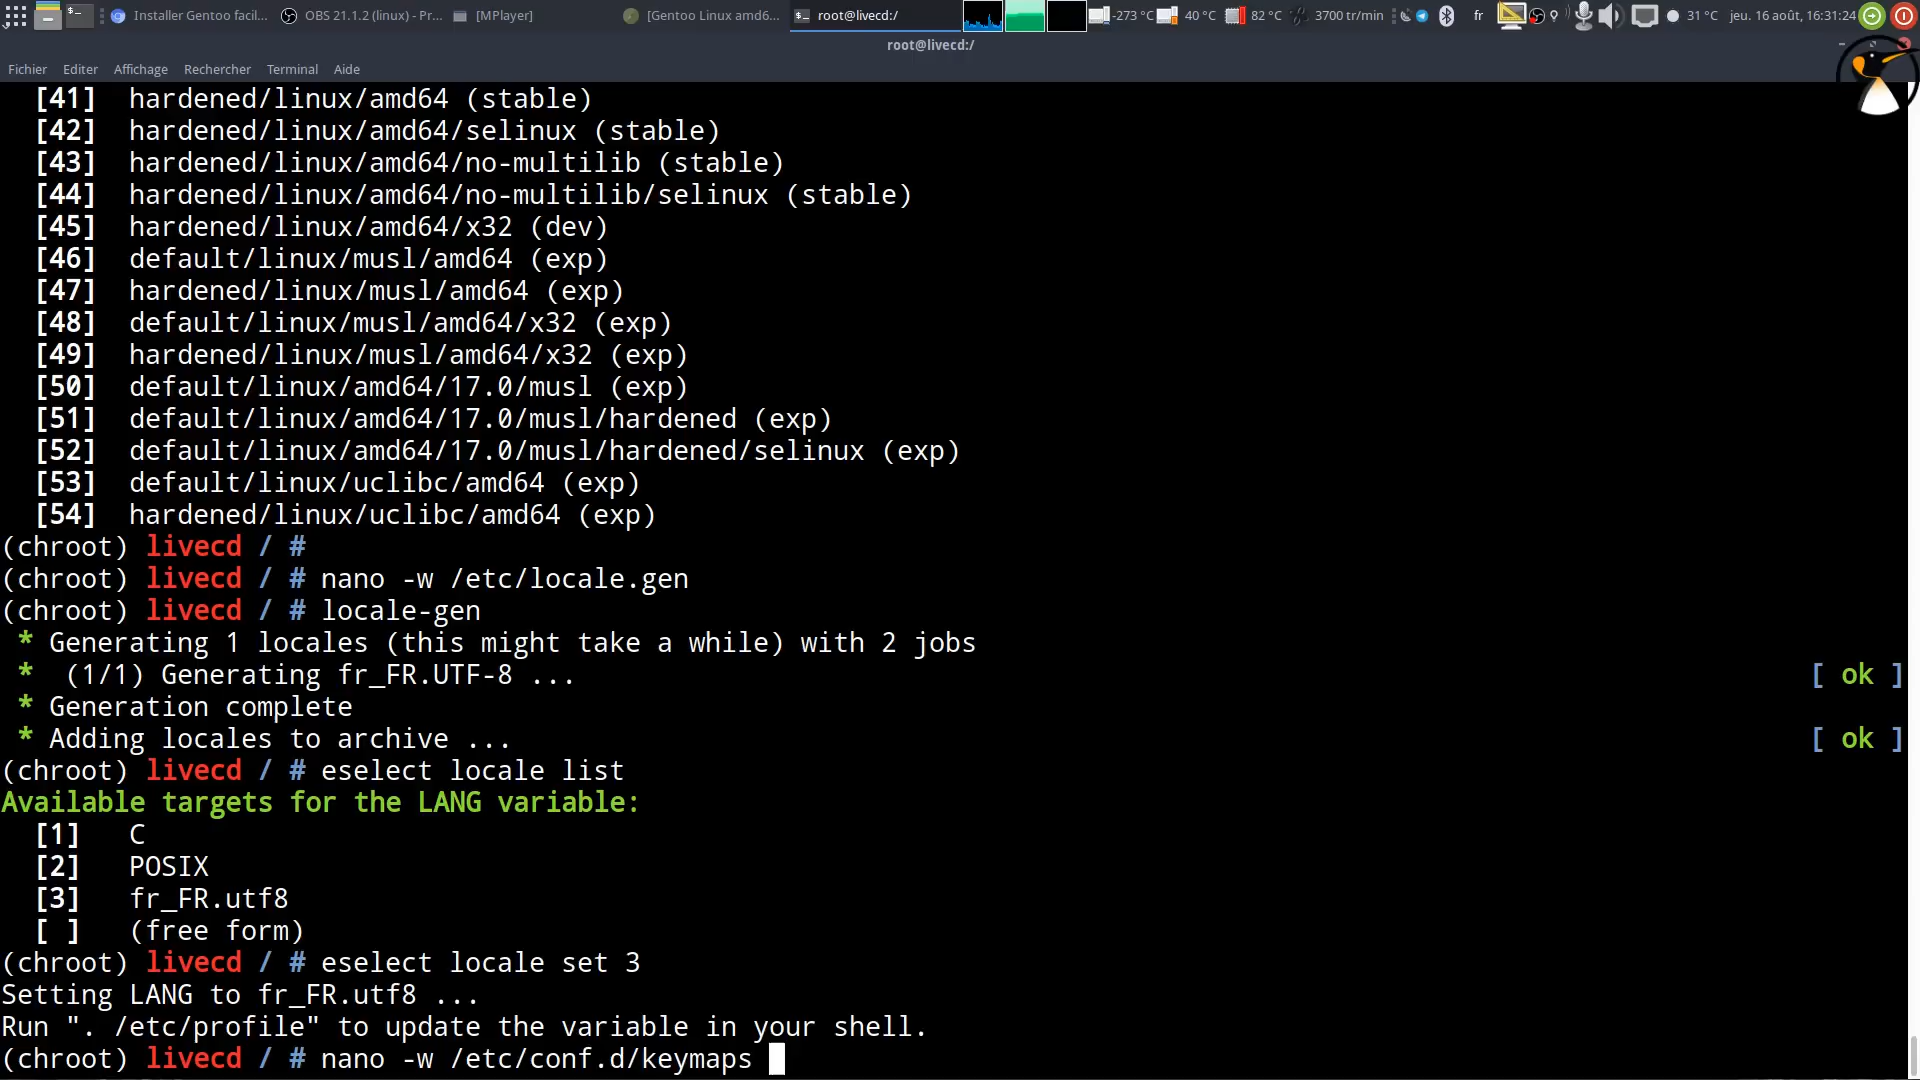 Installer Gentoo facil...
OBS 21.1.2 (linux) - Pr...
[MPlayer]
[Gentoo Linux amd6...
root@livecd:/
-273 °C
40 °C
82 °C
3700 tr/min
fr
31 °C
jeu. 16 août, 16:31:24
root@livecd:/
Fichier Editer Affichage Rechercher Terminal Aide
[41] hardened/linux/amd64 (stable)
[42] hardened/linux/amd64/selinux (stable)
[43] hardened/linux/amd64/no-multilib (stable)
[44] hardened/linux/amd64/no-multilib/selinux (stable)
[45] hardened/linux/amd64/x32 (dev)
[46] default/linux/musl/amd64 (exp)
[47] hardened/linux/musl/amd64 (exp)
[48] default/linux/musl/amd64/x32 (exp)
[49] hardened/linux/musl/amd64/x32 (exp)
[50] default/linux/amd64/17.0/musl (exp)
[51] default/linux/amd64/17.0/musl/hardened (exp)
[52] default/linux/amd64/17.0/musl/hardened/selinux (exp)
[53] default/linux/uclibc/amd64 (exp)
[54] hardened/linux/uclibc/amd64 (exp)
(chroot) livecd / #
(chroot) livecd / # nano -w /etc/locale.gen
(chroot) livecd / # locale-gen
* Generating 1 locales (this might take a while) with 2 jobs
* (1/1) Generating fr_FR.UTF-8 ... [ ok ]
* Generation complete
* Adding locales to archive ... [ ok ]
(chroot) livecd / # eselect locale list
Available targets for the LANG variable:
[1] C
[2] POSIX
[3] fr_FR.utf8
[ ] (free form)
(chroot) livecd / # eselect locale set 3
Setting LANG to fr_FR.utf8 ...
Run ". /etc/profile" to update the variable in your shell.
(chroot) livecd / # nano -w /etc/conf.d/keymaps